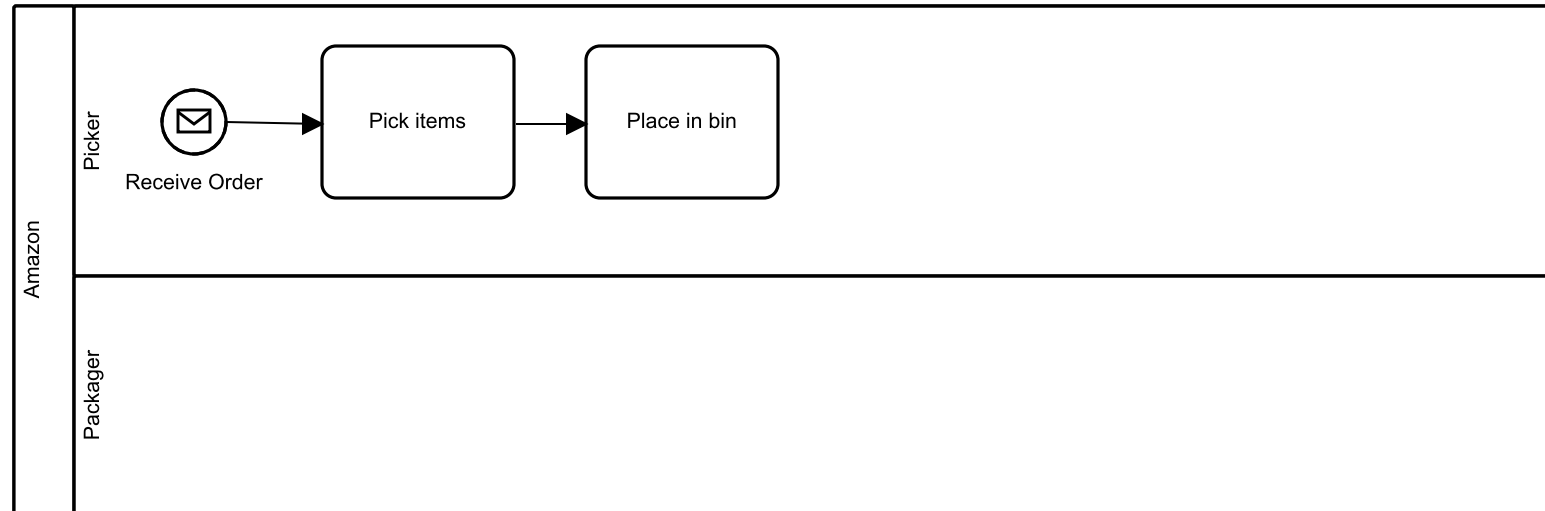 Amazon
Picker
Receive Order
Pick items
Place in bin
Packager